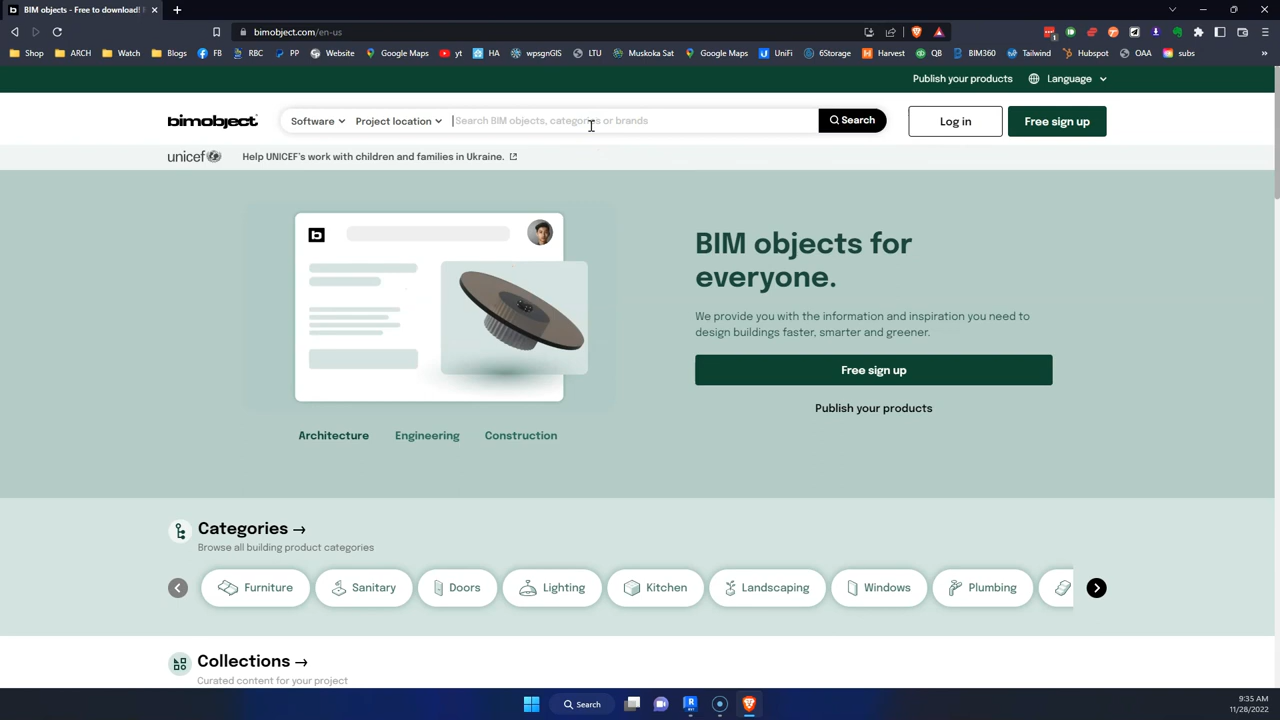 BIM objects - Free to download! F
bimobject.com/en-us
1
Shop ARCH Watch Blogs FB RBC PP Website Google Maps yt HA wpsgnGIS LTU Muskoka Sat Google Maps UniFi 6Storage Harvest QB BIM360 Tailwind Hubspot OAA subs
Publish your products Language
bimobject Software Project location Search BIM objects, categories or brands Search Log in Free sign up
unicef Help UNICEF's work with children and families in Ukraine.
b
BIM objects for
everyone.
We provide you with the information and inspiration you need to
design buildings faster, smarter and greener.
Free sign up
Publish your products
Architecture Engineering Construction
Categories →
Browse all building product categories
Furniture Sanitary Doors Lighting Kitchen Landscaping Windows Plumbing
Collections →
Curated content for your project
Search
9:35 AM
11/28/2022